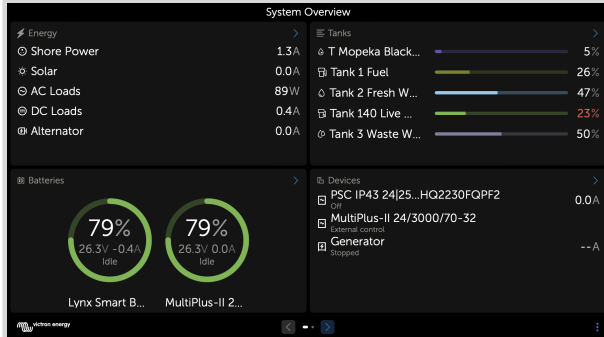 System Overview
Energy
Shore Power 1.3A
Solar 0.0A
AC Loads 89W
DC Loads 0.4A
Alternator 0.0A
Tanks
T Mopeka Black... 5%
Tank 1 Fuel 26%
Tank 2 Fresh W... 47%
Tank 140 Live ... 23%
Tank 3 Waste W... 50%
Batteries
79%
26.3V -0.4A
Idle
Lynx Smart B...
79%
26.3V 0.0A
Idle
MultiPlus-II 2...
Devices
PSC IP43 24|25...HQ2230FQPF2 0.0A
Off
MultiPlus-II 24/3000/70-32
External control
Generator --A
Stopped
victron energy